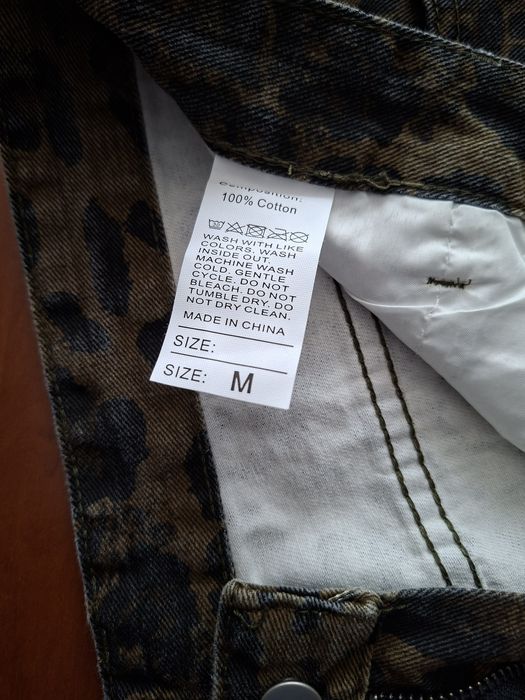 Composition:
100% Cotton
WASH WITH LIKE
COLORS. WASH
INSIDE OUT.
MACHINE WASH
COLD. GENTLE
CYCLE. DO NOT
BLEACH. DO NOT
TUMBLE DRY. DO
NOT DRY CLEAN.
MADE IN CHINA
SIZE:
SIZE: M